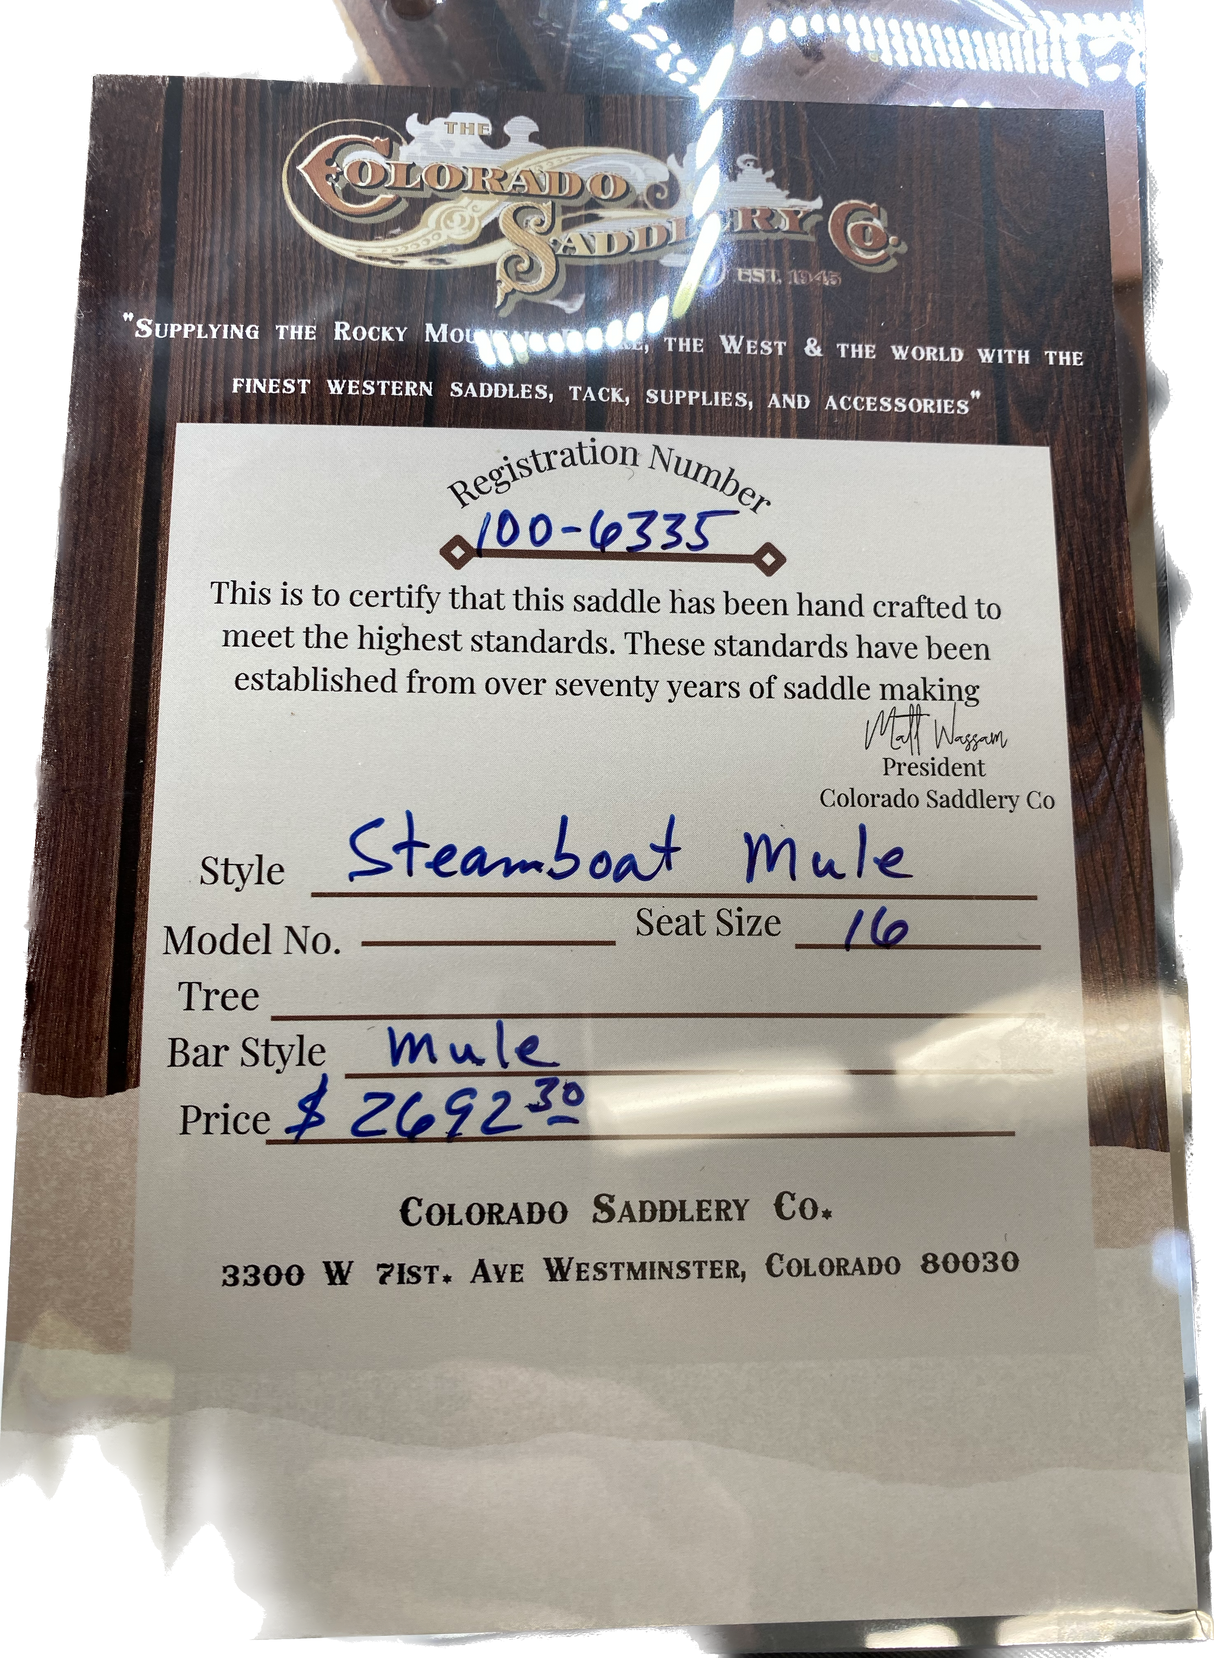 THE
COLORADO
SADDLERY CO.
EST. 1945
"SUPPLYING THE ROCKY MOUNTAIN, THE WEST & THE WORLD WITH THE
FINEST WESTERN SADDLES, TACK, SUPPLIES, AND ACCESSORIES"
Registration Number
100-6335
This is to certify that this saddle has been hand crafted to
meet the highest standards. These standards have been
established from over seventy years of saddle making
Matt Wassam
President
Colorado Saddlery Co
Style Steamboat Mule
Model No. Seat Size 16
Tree
Bar Style Mule
Price $ 2692 30
COLORADO SADDLERY CO.
3300 W 71ST. AVE WESTMINSTER, COLORADO 80030